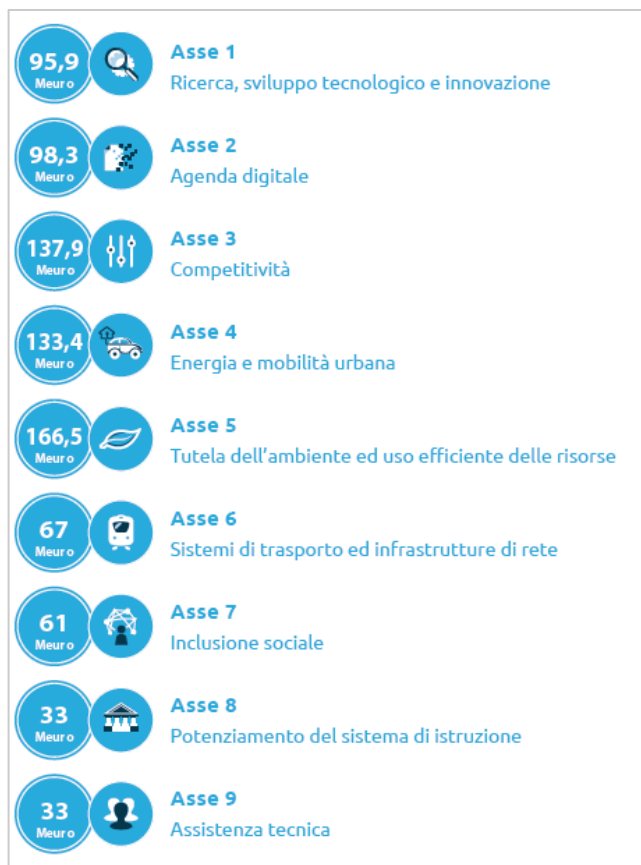 95,9
Meuro
Asse 1
Ricerca, sviluppo tecnologico e innovazione
98,3
Meuro
Asse 2
Agenda digitale
137,9
Meuro
Asse 3
Competitività
133,4
Meuro
Asse 4
Energia e mobilità urbana
166,5
Meuro
Asse 5
Tutela dell'ambiente ed uso efficiente delle risorse
67
Meuro
Asse 6
Sistemi di trasporto ed infrastrutture di rete
61
Meuro
Asse 7
Inclusione sociale
33
Meuro
Asse 8
Potenziamento del sistema di istruzione
33
Meuro
Asse 9
Assistenza tecnica